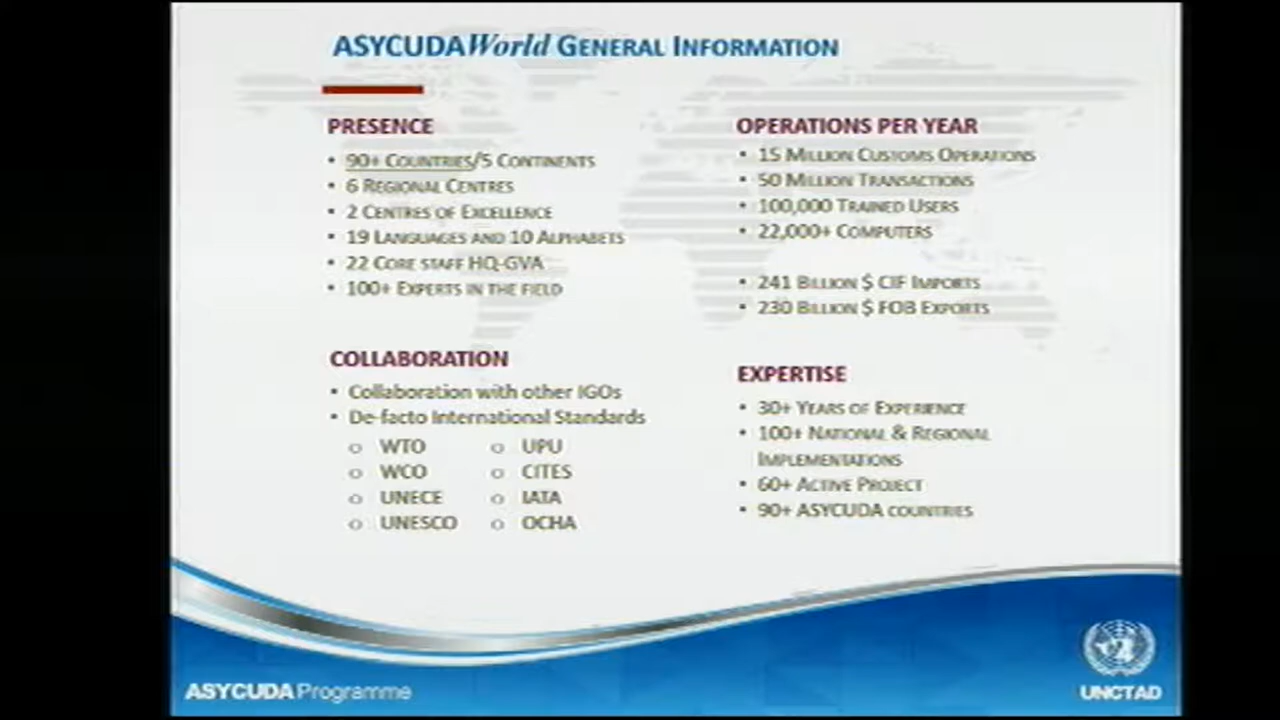 ASYCUDAWorld GENERAL INFORMATION
PRESENCE
• 90+ COUNTRIES/5 CONTINENTS
• 6 REGIONAL CENTRES
• 2 CENTRES OF EXCELLENCE
• 19 LANGUAGES AND 10 ALPHABETS
• 22 CORE STAFF HQ-GVA
• 100+ EXPERTS IN THE FIELD
COLLABORATION
• Collaboration with other IGOs
• De-facto International Standards
o WTO
o WCO
o UNECE
o UNESCO
o UPU
o CITES
o IATA
o OCHA
OPERATIONS PER YEAR
• 15 MILLION CUSTOMS OPERATIONS
• 50 MILLION TRANSACTIONS
• 100,000 TRAINED USERS
• 22,000+ COMPUTERS
• 241 BILLION $ CIF IMPORTS
• 230 BILLION $ FOB EXPORTS
EXPERTISE
• 30+ YEARS OF EXPERIENCE
• 100+ NATIONAL & REGIONAL
IMPLEMENTATIONS
• 60+ ACTIVE PROJECT
• 90+ ASYCUDA COUNTRIES
ASYCUDA Programme
UNCTAD